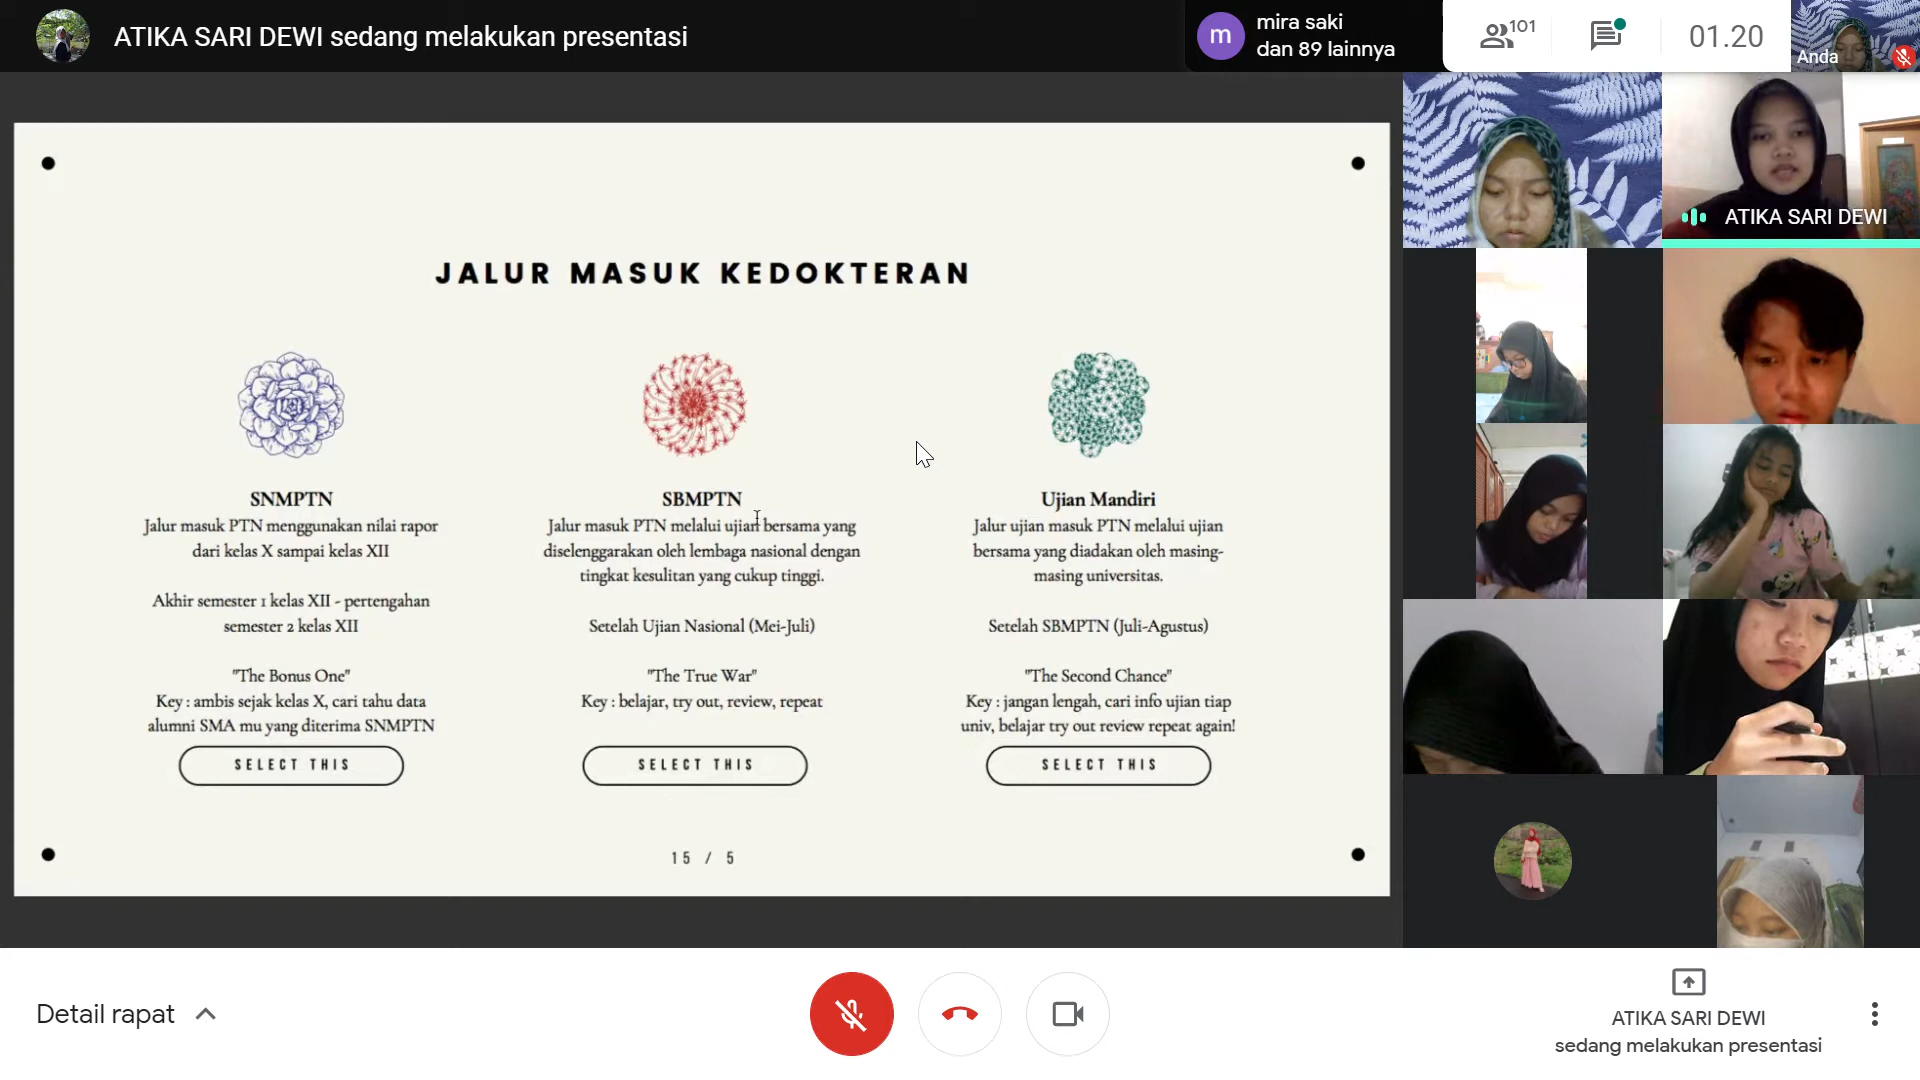 ATIKA SARI DEWI sedang melakukan presentasi
m
mira saki
dan 89 lainnya
101
01.20
Anda
ATIKA SARI DEWI
JALUR MASUK KEDOKTERAN
SNMPTN
Jalur masuk PTN menggunakan nilai rapor
dari kelas X sampai kelas XII
Akhir semester 1 kelas XII - pertengahan
semester 2 kelas XII
"The Bonus One"
Key : ambis sejak kelas X, cari tahu data
alumni SMA mu yang diterima SNMPTN
SELECT THIS
SBMPTN
Jalur masuk PTN melalui ujian bersama yang
diselenggarakan oleh lembaga nasional dengan
tingkat kesulitan yang cukup tinggi.
Setelah Ujian Nasional (Mei-Juli)
"The True War"
Key : belajar, try out, review, repeat
SELECT THIS
Ujian Mandiri
Jalur ujian masuk PTN melalui ujian
bersama yang diadakan oleh masing-
masing universitas.
Setelah SBMPTN (Juli-Agustus)
"The Second Chance"
Key : jangan lengah, cari info ujian tiap
univ, belajar try out review repeat again!
SELECT THIS
15 / 5
Detail rapat
ATIKA SARI DEWI
sedang melakukan presentasi